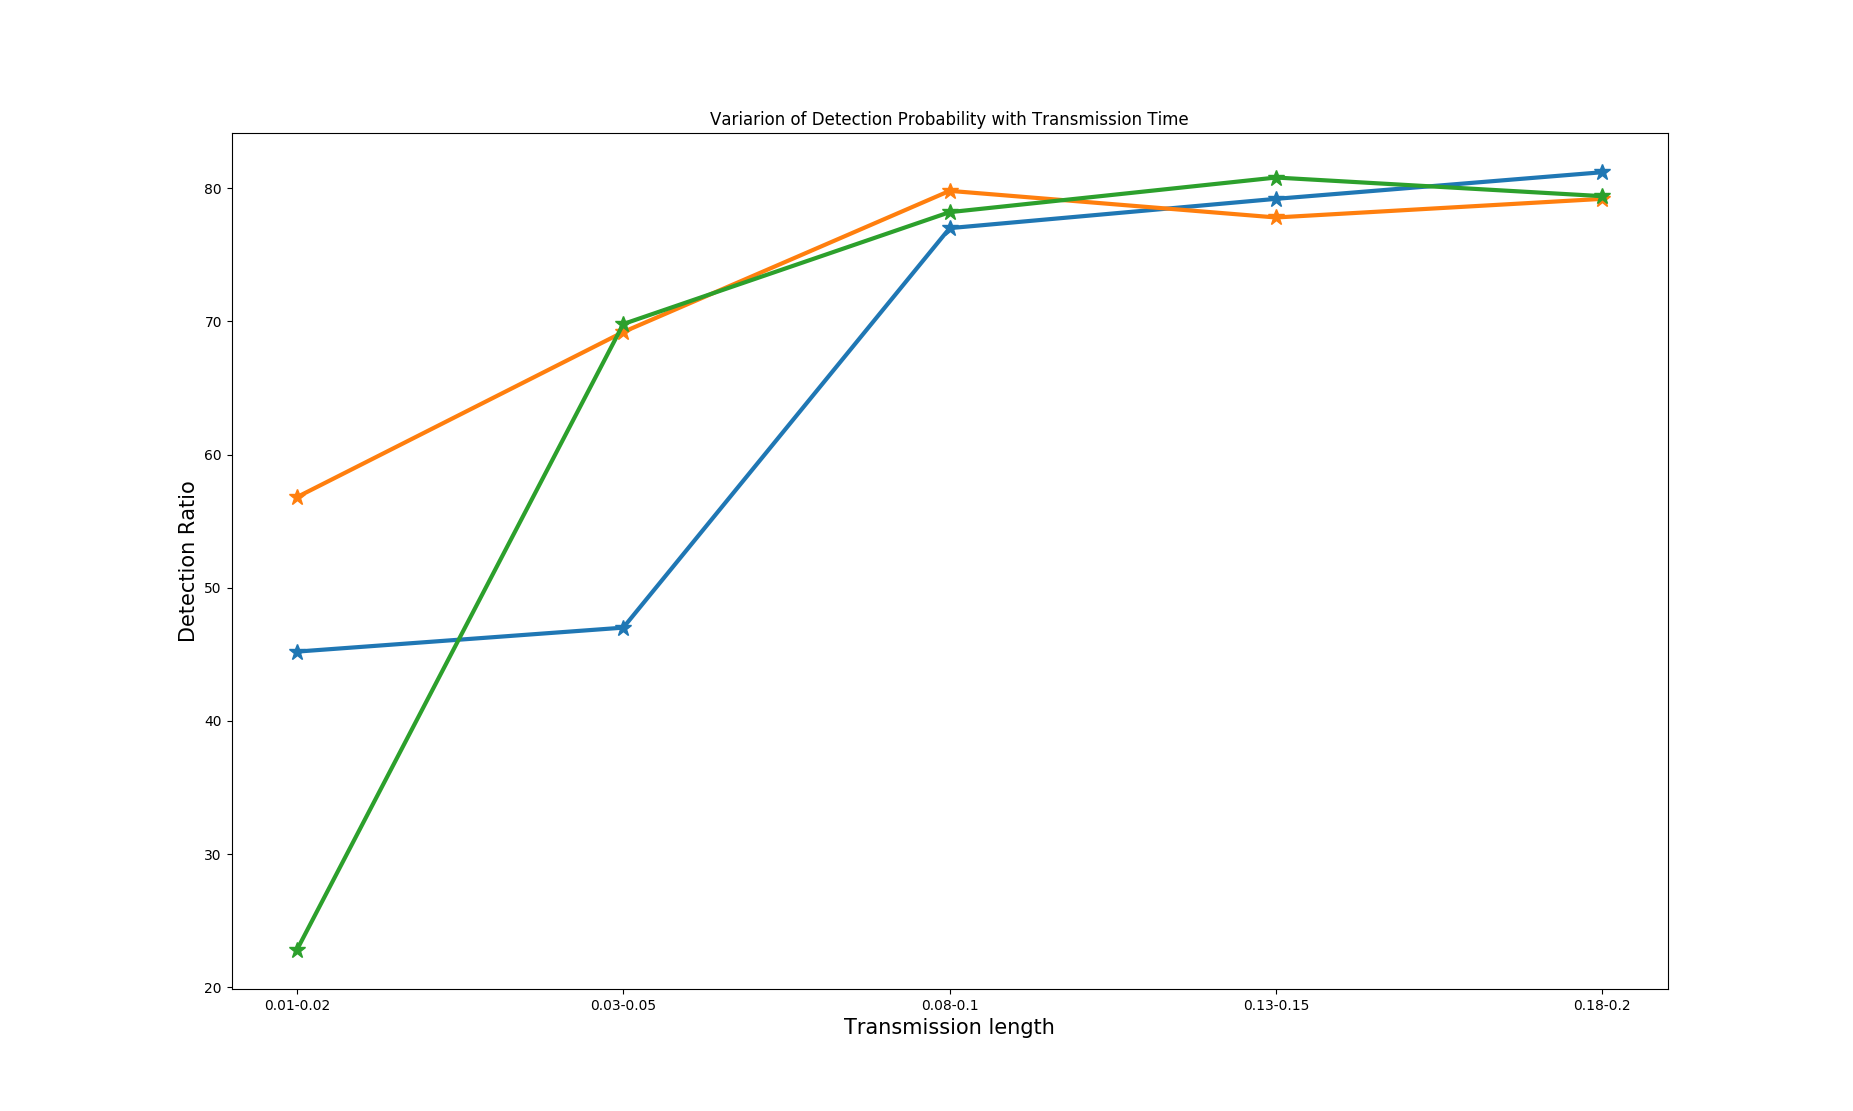 Variarion of Detection Probability with Transmission Time
80
70
60
50
40
30
20
Detection Ratio
0.01-0.02 0.03-0.05 0.08-0.1 0.13-0.15 0.18-0.2
Transmission length